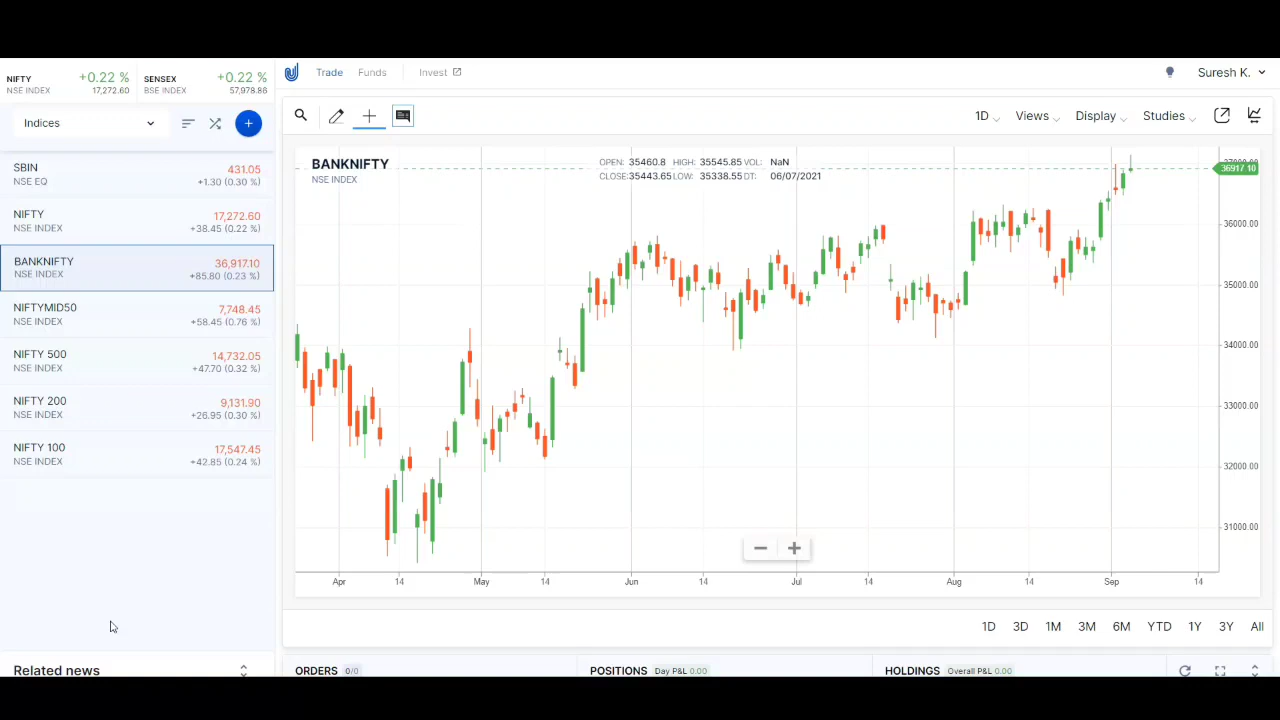 NIFTY +0.22 % SENSEX +0.22 %
NSE INDEX 17,272.60 BSE INDEX 57,978.86
Trade Funds Invest Suresh K.
Indices
1D Views Display Studies
SBIN 431.05
NSE EQ +1.30 (0.30 %)
NIFTY 17,272.60
NSE INDEX +38.45 (0.22 %)
BANKNIFTY 36,917.10
NSE INDEX +85.80 (0.23 %)
NIFTYMID50 7,748.45
NSE INDEX +58.45 (0.76 %)
NIFTY 500 14,732.05
NSE INDEX +47.70 (0.32 %)
NIFTY 200 9,131.90
NSE INDEX +26.95 (0.30 %)
NIFTY 100 17,547.45
NSE INDEX +42.85 (0.24 %)
Related news
BANKNIFTY
NSE INDEX
OPEN: 35460.8 HIGH: 35545.85 VOL: NaN
CLOSE: 35443.65 LOW: 35338.55 DT: 06/07/2021
36917.10
36000.00
35000.00
34000.00
33000.00
32000.00
31000.00
Apr 14 May 14 Jun 14 Jul 14 Aug 14 Sep 14
1D 3D 1M 3M 6M YTD 1Y 3Y All
ORDERS 0/0 POSITIONS Day P&L 0.00 HOLDINGS Overall P&L 0.00